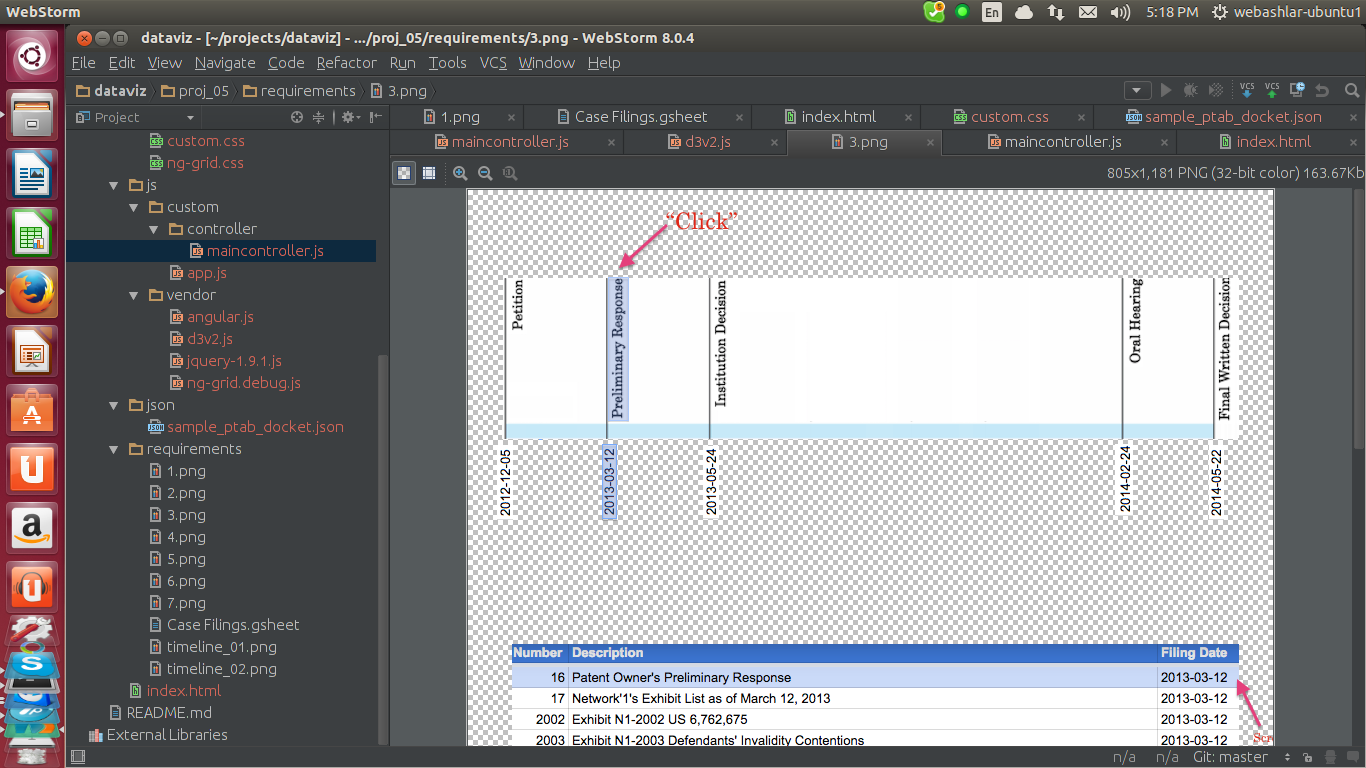 WebStorm
En
5:18 PM
webashlar-ubuntu1
dataviz - [~/projects/dataviz] - .../proj_05/requirements/3.png - WebStorm 8.0.4
File Edit View Navigate Code Refactor Run Tools VCS Window Help
dataviz proj_05 requirements 3.png
VCS VCS
Project
1.png Case Filings.gsheet index.html custom.css sample_ptab_docket.json
maincontroller.js d3v2.js 3.png maincontroller.js index.html
805x1,181 PNG (32-bit color) 163.67Kb
custom.css
ng-grid.css
js
custom
controller
maincontroller.js
app.js
vendor
angular.js
d3v2.js
jquery-1.9.1.js
ng-grid.debug.js
json
sample_ptab_docket.json
requirements
1.png
2.png
3.png
4.png
5.png
6.png
7.png
Case Filings.gsheet
timeline_01.png
timeline_02.png
index.html
README.md
External Libraries
“Click”
Petition
Preliminary Response
Institution Decision
Oral Hearing
Final Written Decision
2012-12-05
2013-03-12
2013-05-24
2014-02-24
2014-05-22
Number Description Filing Date
16 Patent Owner's Preliminary Response 2013-03-12
17 Network'1's Exhibit List as of March 12, 2013 2013-03-12
2002 Exhibit N1-2002 US 6,762,675 2013-03-12
2003 Exhibit N1-2003 Defendants' Invalidity Contentions 2013-03-12
n/a n/a Git: master